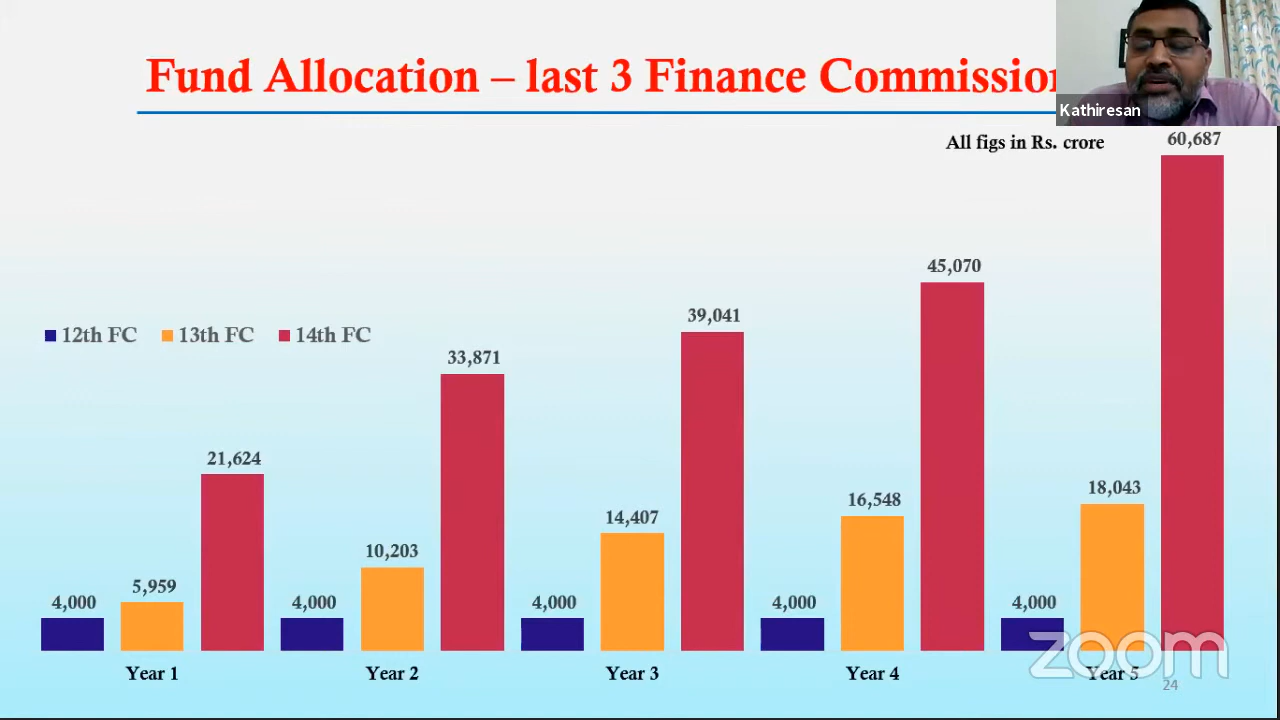 Fund Allocation – last 3 Finance Commission
Kathiresan
All figs in Rs. crore
60,687
45,070
39,041
12th FC 13th FC 14th FC
33,871
21,624
18,043
16,548
14,407
10,203
5,959
4,000 4,000 4,000 4,000 4,000
Year 1 Year 2 Year 3 Year 4 Year 5
zoom
24